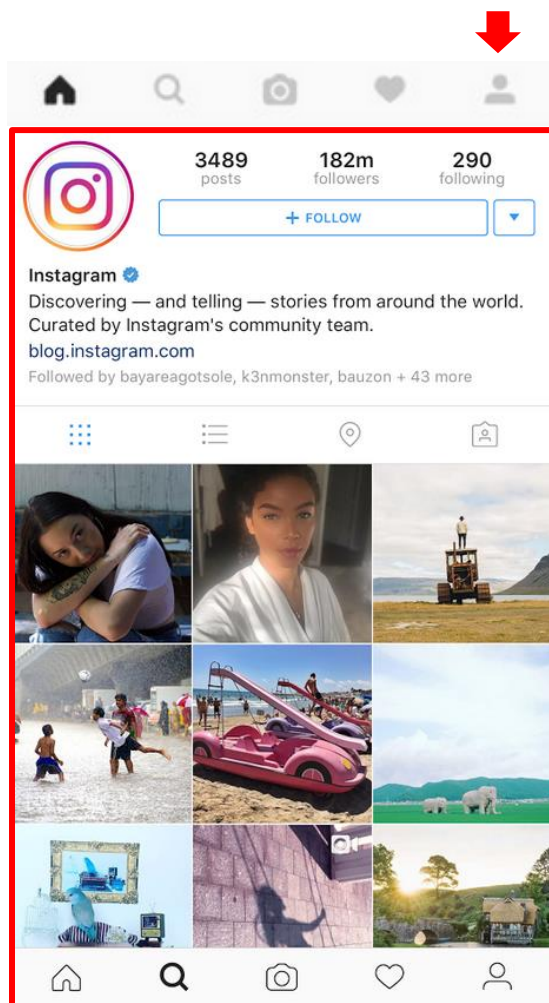 3489 182m 290
posts followers following
+ FOLLOW
Instagram
Discovering — and telling — stories from around the world.
Curated by Instagram's community team.
blog.instagram.com
Followed by bayareagotsole, k3nmonster, bauzon + 43 more